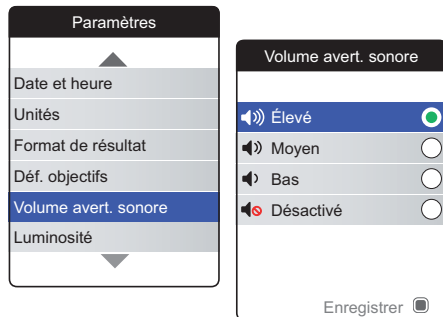 Paramètres
Date et heure
Unités
Format de résultat
Déf. objectifs
Volume avert. sonore
Luminosité
Volume avert. sonore
Élevé
Moyen
Bas
Désactivé
Enregistrer